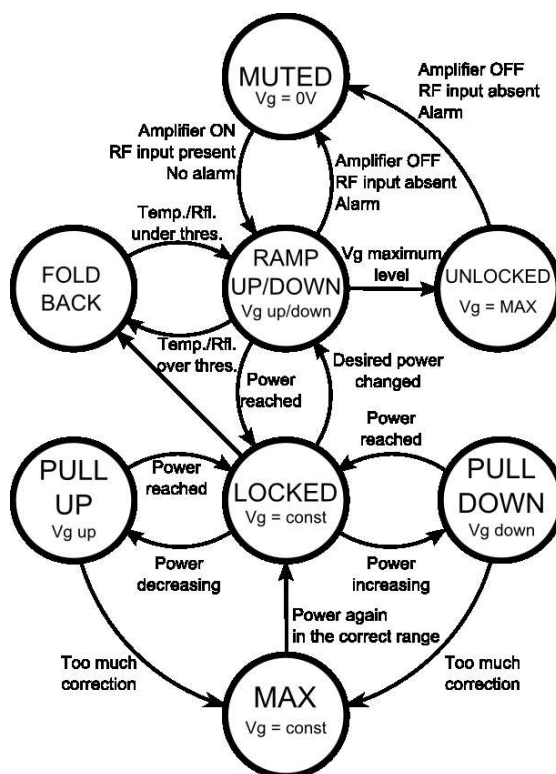 MUTED
Vg = 0V
Amplifier OFF
RF input absent
Alarm
Amplifier ON
RF input present
No alarm
Amplifier OFF
RF input absent
Alarm
Temp./Rfl.
under thres.
FOLD
BACK
RAMP
UP/DOWN
Vg up/down
Vg maximum
level
UNLOCKED
Vg = MAX
Temp./Rfl.
over thres.
Power
reached
Desired power
changed
PULL
UP
Vg up
Power
reached
LOCKED
Vg = const
Power
reached
PULL
DOWN
Vg down
Power
decreasing
Power
increasing
Power again
in the correct range
Too much
correction
Too much
correction
MAX
Vg = const